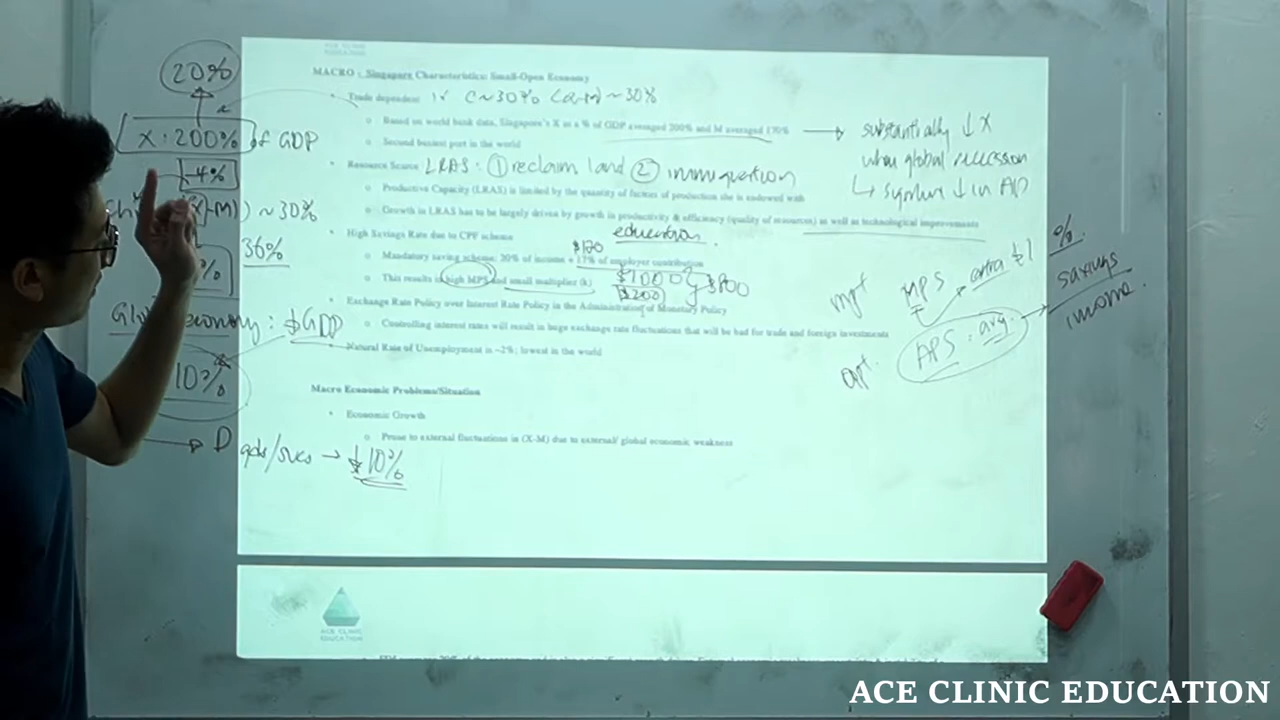 ACE CLINIC
EDUCATION
MACRO : Singapore Characteristics: Small-Open Economy
Trade dependent C ~30% (X-M) ~30%
Based on world bank data, Singapore's X as a % of GDP averaged 200% and M averaged 170%
Second busiest port in the world
Resource Scarce LRAS : ① reclaim land ② immigration
Productive Capacity (LRAS) is limited by the quantity of factors of production she is endowed with
Growth in LRAS has to be largely driven by growth in productivity & efficiency (quality of resources) as well as technological improvements
education
High Savings Rate due to CPF scheme
Mandatory saving scheme: 20% of income + 17% of employer contribution
This results in high MPS and small multiplier (k)
$1000 $800
$200
Exchange Rate Policy over Interest Rate Policy in the Administration of Monetary Policy
Controlling interest rates will result in huge exchange rate fluctuations that will be bad for trade and foreign investments
Natural Rate of Unemployment is ~2%; lowest in the world
Macro Economic Problems/Situation
Economic Growth
Prone to external fluctuations in (X-M) due to external/ global economic weakness
20%
X : 200% of GDP
-4%
~30%
36%
economy : ↓GDP
10%
→ D gds/svcs → ↓10%
→ substantially ↓ X
when global recession
↳ ↓ in AD
mpt MPS extra $1
apt. APS : avg. →
%
savings
income.
ACE CLINIC
EDUCATION
ACE CLINIC EDUCATION